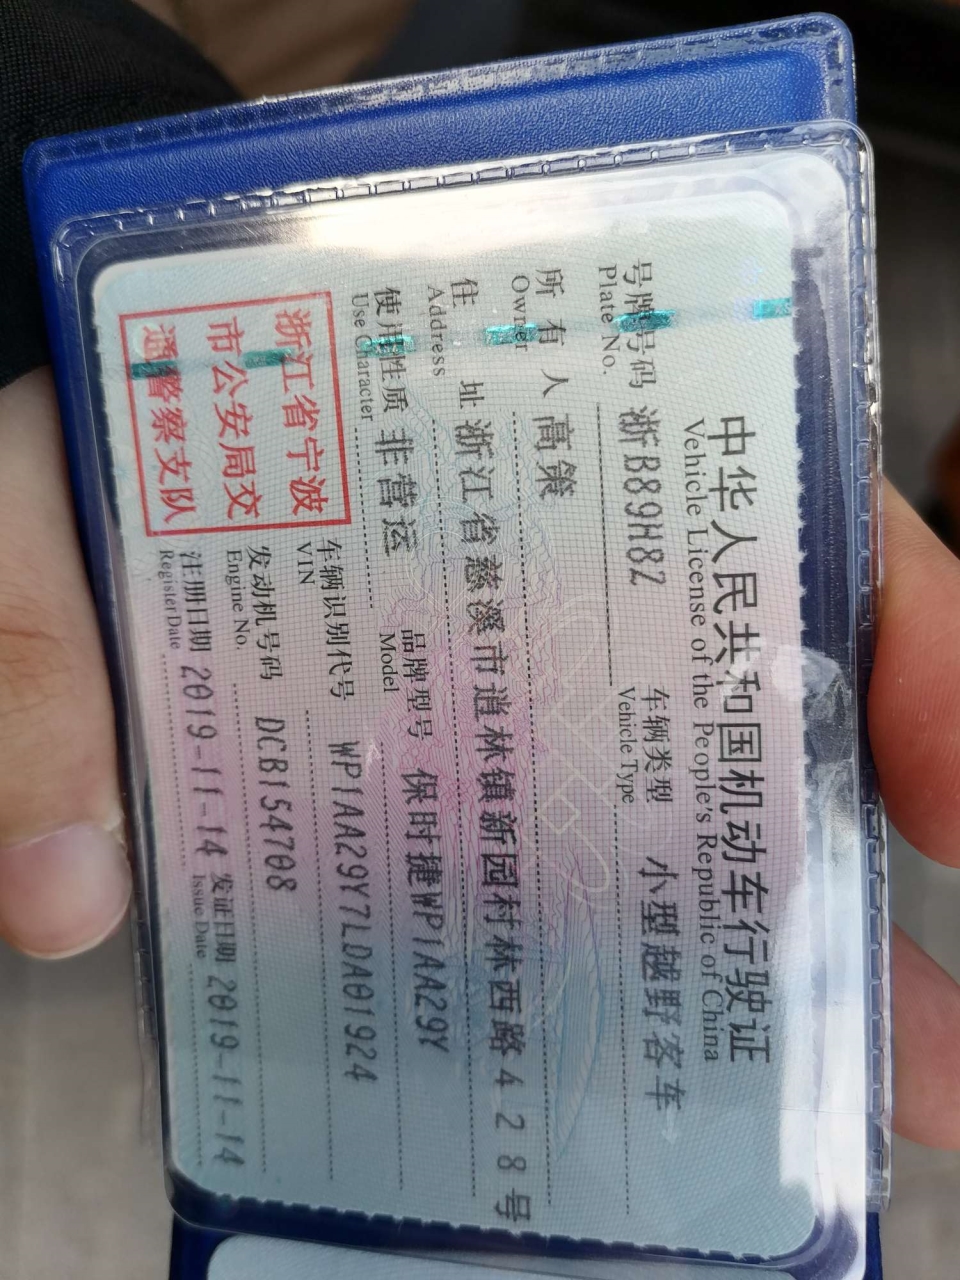 中华人民共和国机动车行驶证
Vehicle License of the People's Republic of China
号牌号码 浙B89H8Z 车辆类型 小型越野客车
Plate No. Vehicle Type
所有人 高策
Owner
住址 浙江省慈溪市逍林镇新园村林西路428号
Address
使用性质 非营运 品牌型号 保时捷WP1AA29Y
Use Character Model
浙江省宁波
市公安局交
通警察支队
车辆识别代号 WP1AA29Y7LDA01924
VIN
发动机号码 DCB154708
Engine No.
注册日期 2019-11-14 发证日期 2019-11-14
Register Date Issue Date